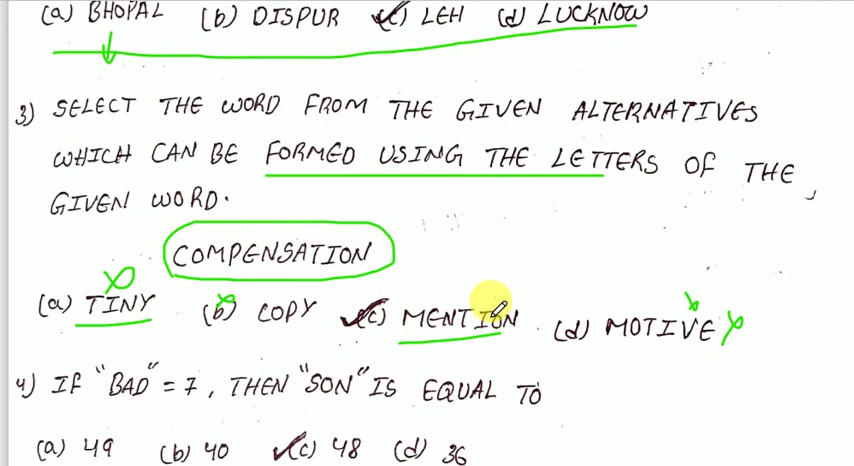 (a) BHOPAL (b) DISPUR (c) LEH (d) LUCKNOW
3) SELECT THE WORD FROM THE GIVEN ALTERNATIVES
WHICH CAN BE FORMED USING THE LETTERS OF THE
GIVEN WORD.
COMPENSATION
(a) TINY (b) COPY (c) MENTION (d) MOTIVE
4) IF "BAD" = 7, THEN "SON" IS EQUAL TO
(a) 49 (b) 40 (c) 48 (d) 36